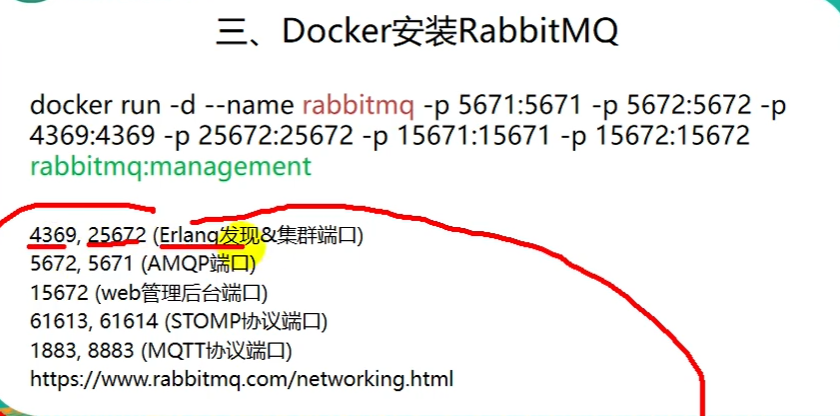 三、Docker安装RabbitMQ
docker run -d --name rabbitmq -p 5671:5671 -p 5672:5672 -p
4369:4369 -p 25672:25672 -p 15671:15671 -p 15672:15672
rabbitmq:management
4369, 25672 (Erlang发现&集群端口)
5672, 5671 (AMQP端口)
15672 (web管理后台端口)
61613, 61614 (STOMP协议端口)
1883, 8883 (MQTT协议端口)
https://www.rabbitmq.com/networking.html